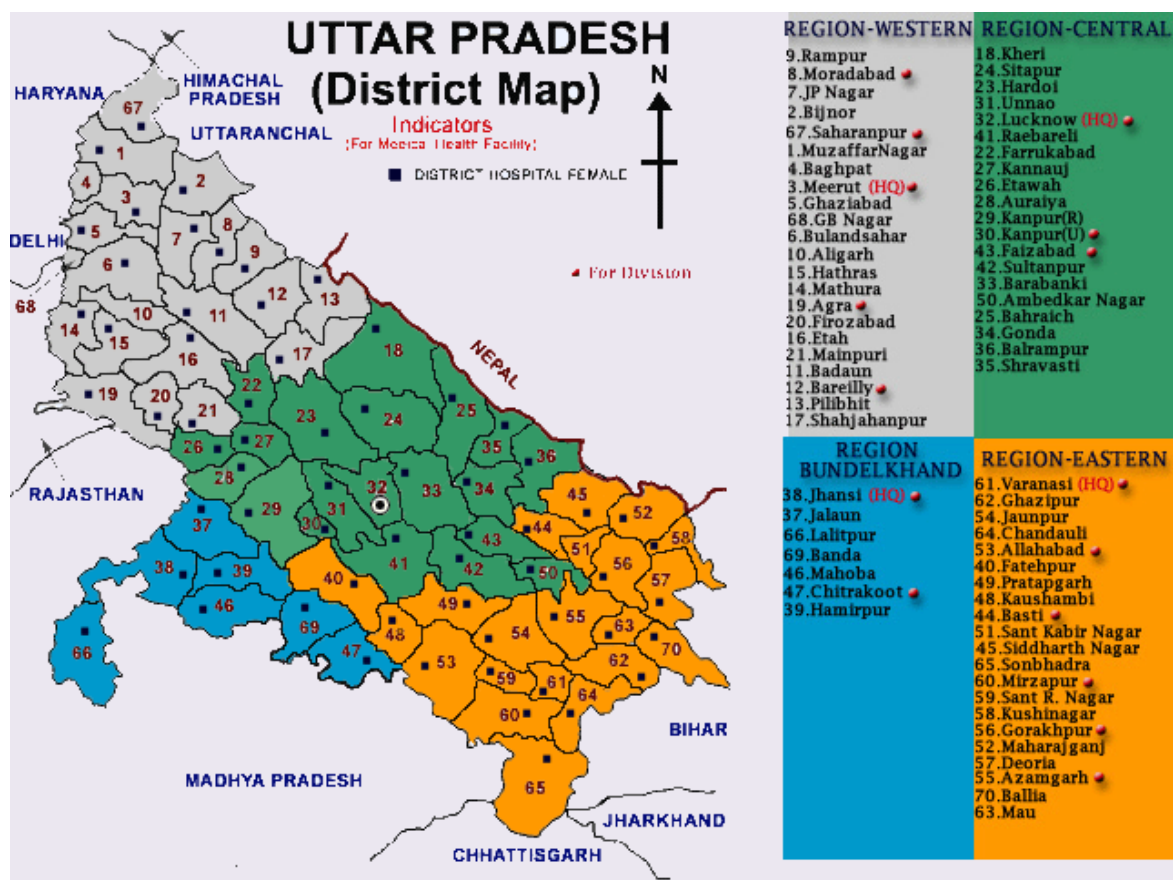 UTTAR PRADESH
(District Map)
Indicators
(For Meeical Health Facility)
DISTRICT HOSPITAL FEMALE
N
For Division
HARYANA
HIMACHAL
PRADESH
UTTARANCHAL
DELHI
RAJASTHAN
NEPAL
MADHYA PRADESH
BIHAR
JHARKHAND
CHHATTISGARH
67
1
2
4
3
5
7
8
9
6
68
10
11
12
13
14
15
16
17
18
19
20
21
22
23
24
25
26
27
28
29
30
31
32
33
34
35
36
37
38
39
40
41
42
43
44
45
46
47
48
49
50
51
52
53
54
55
56
57
58
59
60
61
62
63
64
65
66
69
70
REGION-WESTERN
9.Rampur
8.Moradabad
7.JP Nagar
2.Bijnor
67.Saharanpur
1.MuzaffarNagar
4.Baghpat
3.Meerut (HQ)
5.Ghaziabad
68.GB Nagar
6.Bulandsahar
10.Aligarh
15.Hathras
14.Mathura
19.Agra
20.Firozabad
16.Etah
21.Mainpuri
11.Badaun
12.Bareilly
13.Pilibhit
17.Shahjahanpur
REGION-CENTRAL
18.Kheri
24.Sitapur
23.Hardoi
31.Unnao
32.Lucknow (HQ)
41.Raebareli
22.Farrukabad
27.Kannauj
26.Etawah
28.Auraiya
29.Kanpur(R)
30.Kanpur(U)
43.Faizabad
42.Sultanpur
33.Barabanki
50.Ambedkar Nagar
25.Bahraich
34.Gonda
36.Balrampur
35.Shravasti
REGION
BUNDELKHAND
38.Jhansi (HQ)
37.Jalaun
66.Lalitpur
69.Banda
46.Mahoba
47.Chitrakoot
39.Hamirpur
REGION-EASTERN
61.Varanasi (HQ)
62.Ghazipur
54.Jaunpur
64.Chandauli
53.Allahabad
40.Fatehpur
49.Pratapgarh
48.Kaushambi
44.Basti
51.Sant Kabir Nagar
45.Siddharth Nagar
65.Sonbhadra
60.Mirzapur
59.Sant R. Nagar
58.Kushinagar
56.Gorakhpur
52.Maharajganj
57.Deoria
55.Azamgarh
70.Ballia
63.Mau